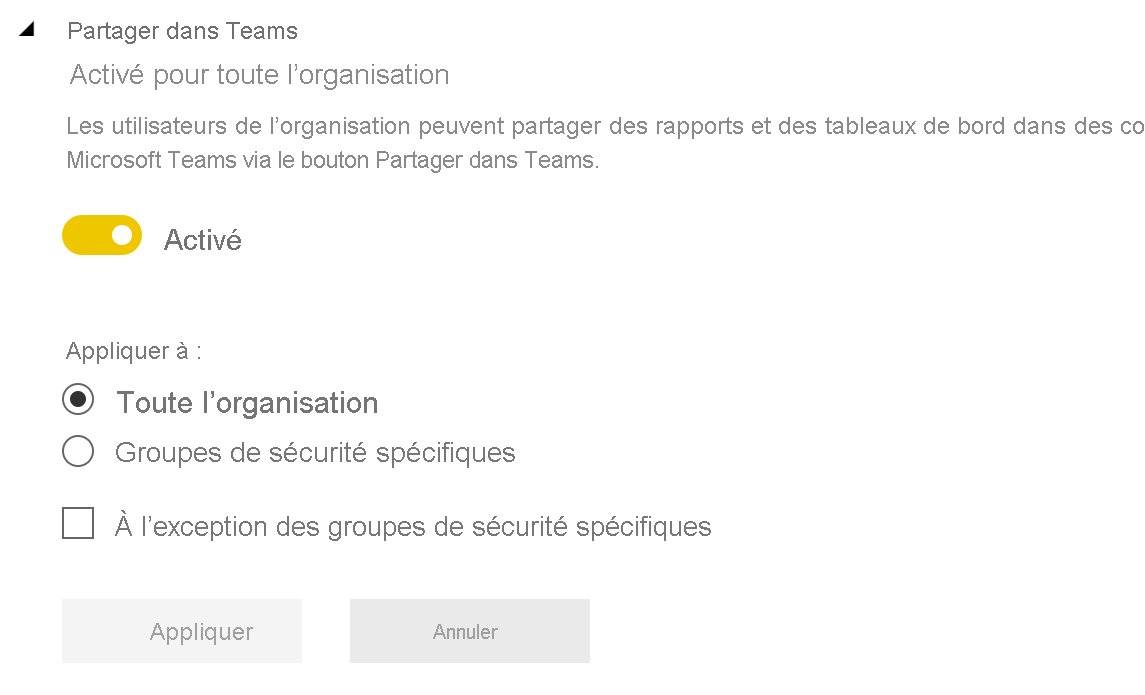 Partager dans Teams
Activé pour toute l’organisation
Les utilisateurs de l’organisation peuvent partager des rapports et des tableaux de bord dans des co
Microsoft Teams via le bouton Partager dans Teams.
Activé
Appliquer à :
Toute l’organisation
Groupes de sécurité spécifiques
À l’exception des groupes de sécurité spécifiques
Appliquer
Annuler